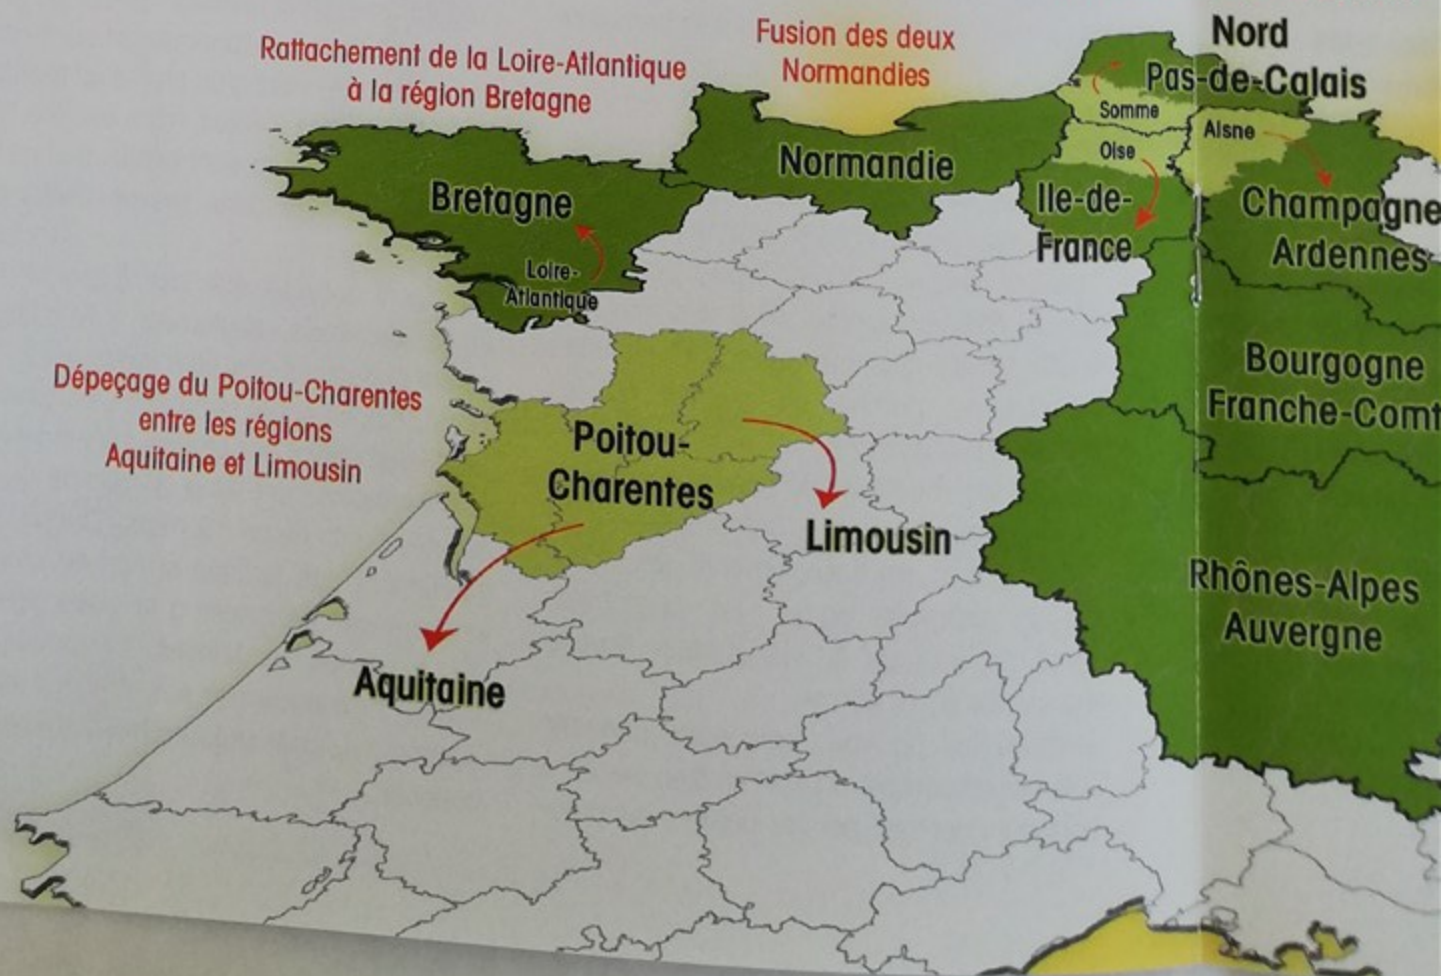 Rattachement de la Loire-Atlantique
à la région Bretagne
Fusion des deux
Normandies
Nord
Pas-de-Calais
Somme
Aisne
Oise
Normandie
Bretagne
Ile-de-
France
Champagne
Ardennes
Loire-
Atlantique
Bourgogne
Franche-Comt
Dépeçage du Poitou-Charentes
entre les régions
Aquitaine et Limousin
Poitou-
Charentes
Limousin
Rhônes-Alpes
Auvergne
Aquitaine